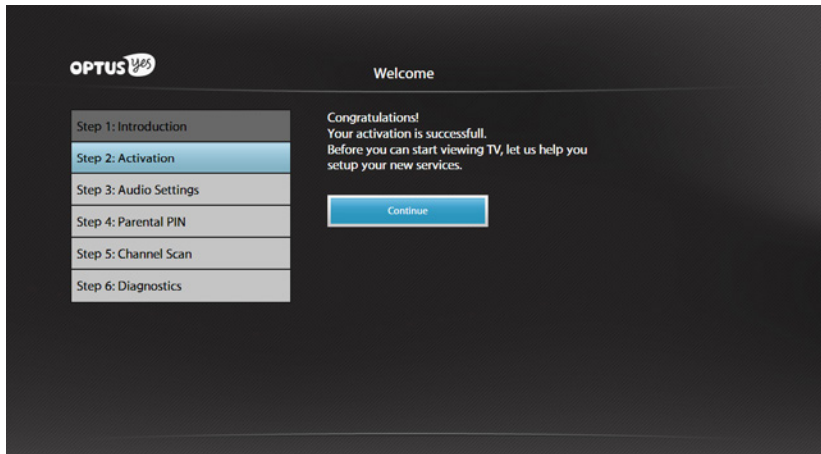 OPTUS yes
Welcome
Step 1: Introduction
Step 2: Activation
Step 3: Audio Settings
Step 4: Parental PIN
Step 5: Channel Scan
Step 6: Diagnostics
Congratulations!
Your activation is successfull.
Before you can start viewing TV, let us help you
setup your new services.
Continue